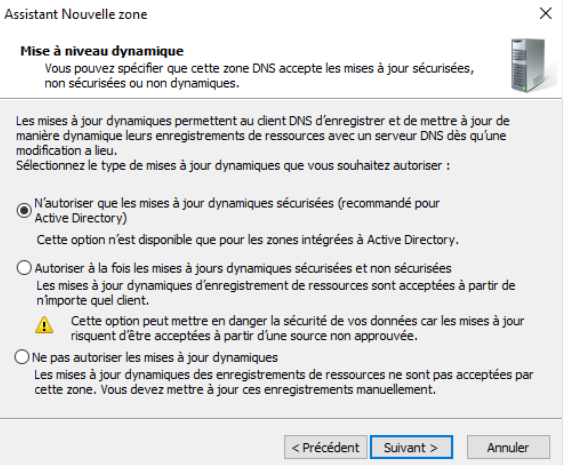 Assistant Nouvelle zone
Mise à niveau dynamique
Vous pouvez spécifier que cette zone DNS accepte les mises à jour sécurisées,
non sécurisées ou non dynamiques.
Les mises à jour dynamiques permettent au client DNS d'enregistrer et de mettre à jour de
manière dynamique leurs enregistrements de ressources avec un serveur DNS dès qu'une
modification a lieu.
Sélectionnez le type de mises à jour dynamiques que vous souhaitez autoriser :
N'autoriser que les mises à jour dynamiques sécurisées (recommandé pour
Active Directory)
Cette option n'est disponible que pour les zones intégrées à Active Directory.
Autoriser à la fois les mises à jours dynamiques sécurisées et non sécurisées
Les mises à jour dynamiques d'enregistrement de ressources sont acceptées à partir de
n'importe quel client.
Cette option peut mettre en danger la sécurité de vos données car les mises à jour
risquent d'être acceptées à partir d'une source non approuvée.
Ne pas autoriser les mises à jour dynamiques
Les mises à jour dynamiques des enregistrements de ressources ne sont pas acceptées par
cette zone. Vous devez mettre à jour ces enregistrements manuellement.
< Précédent Suivant > Annuler